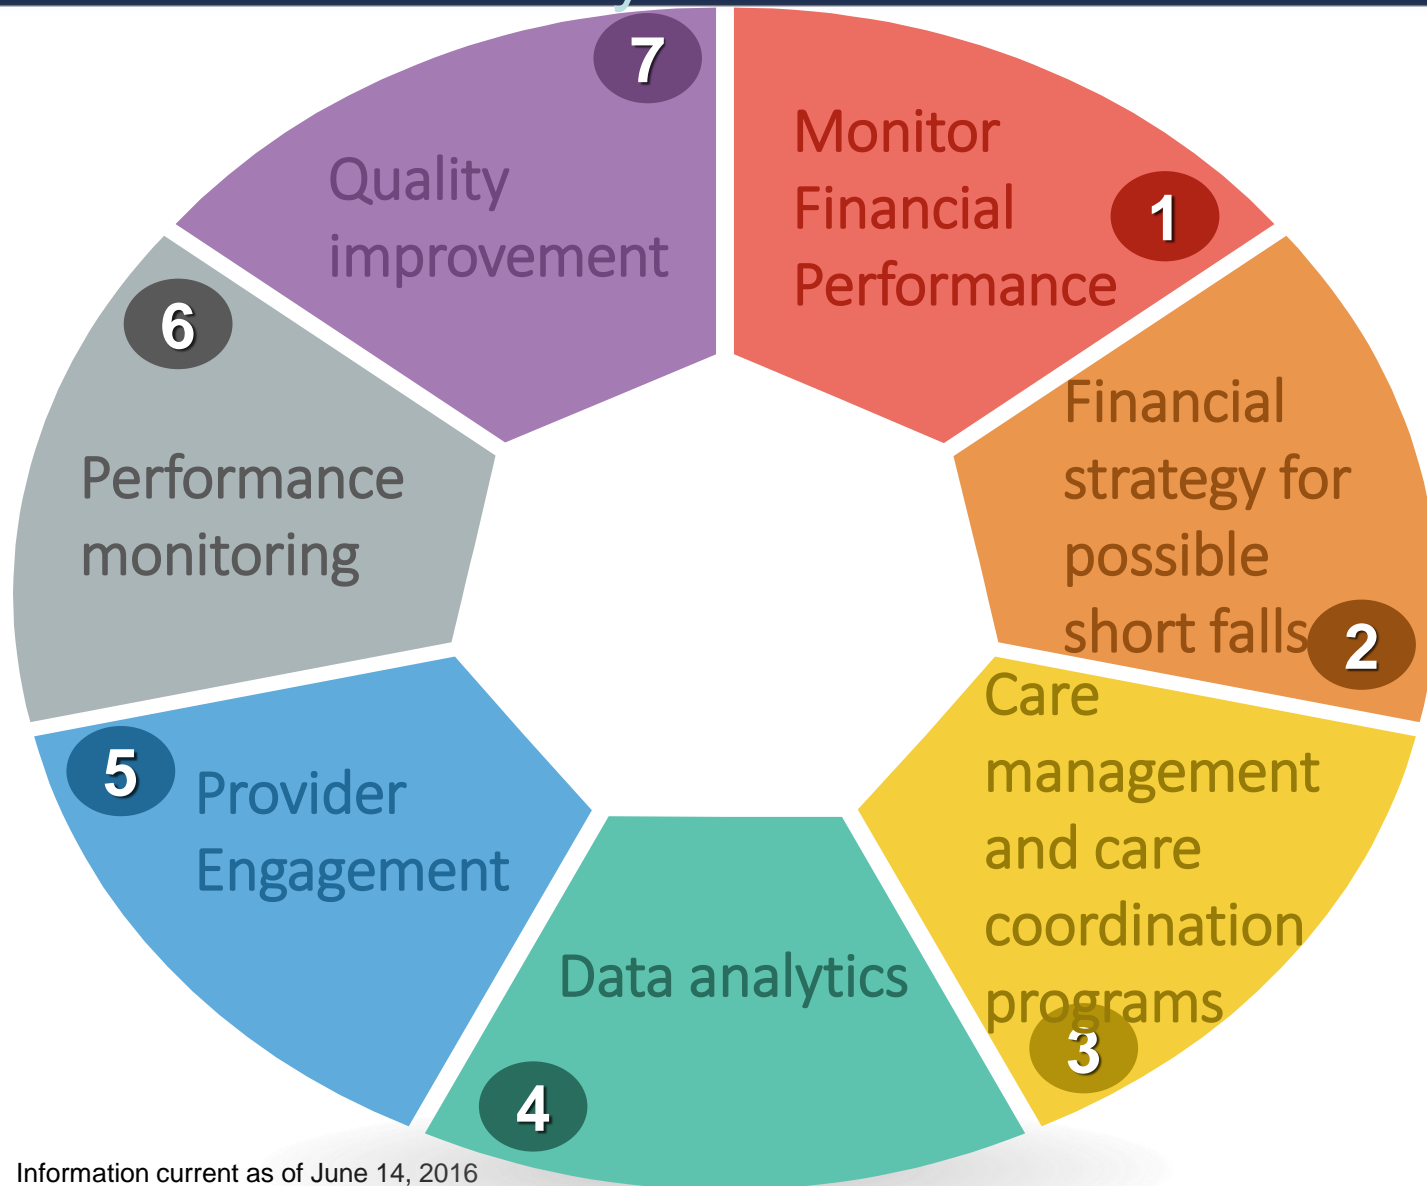 7
Quality
improvement
Monitor
Financial
Performance
1
Financial
strategy for
possible
short falls
2
Care
management
and care
coordination
programs
3
Data analytics
4
5
Provider
Engagement
6
Performance
monitoring
Information current as of June 14, 2016